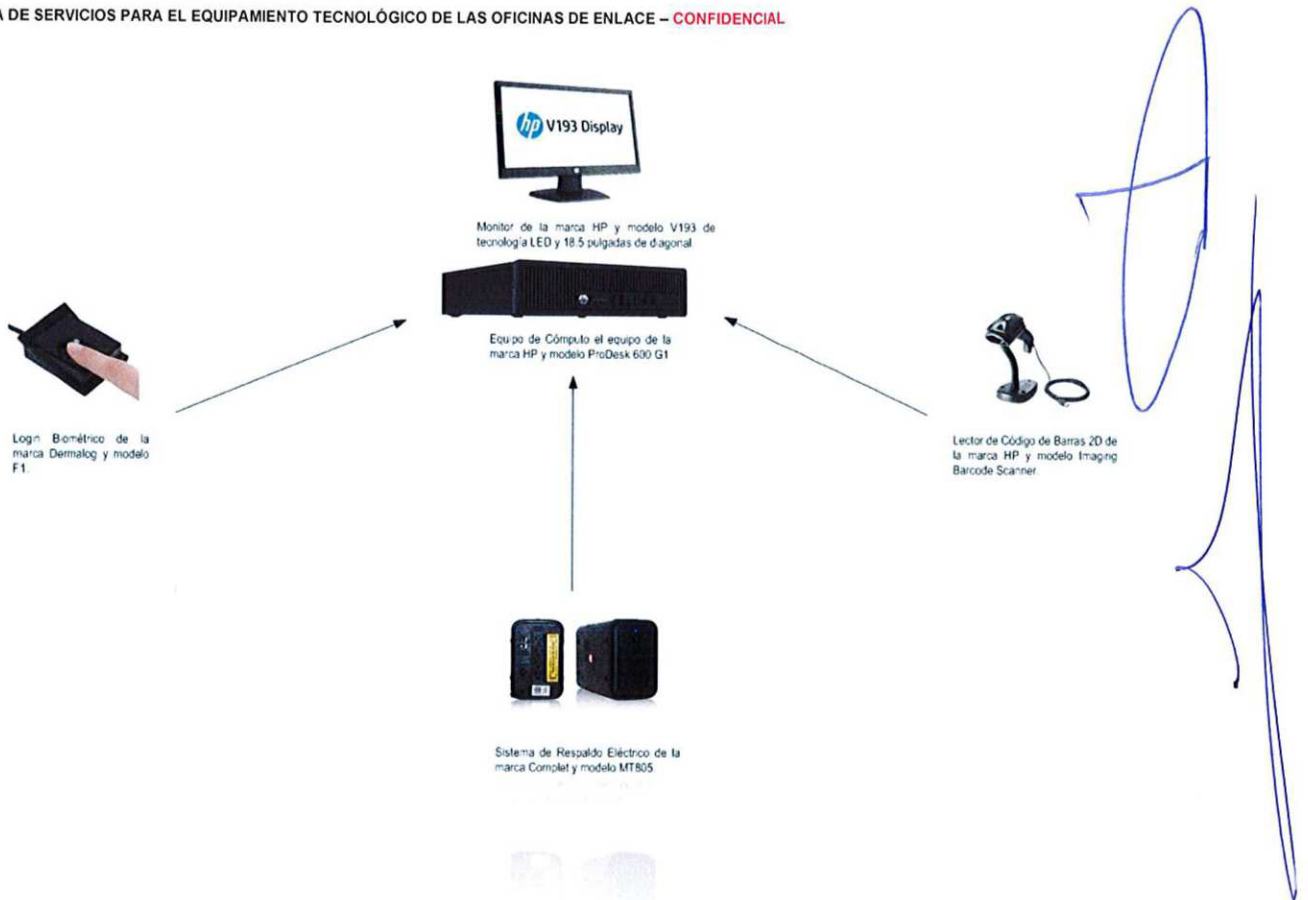 A DE SERVICIOS PARA EL EQUIPAMIENTO TECNOLÓGICO DE LAS OFICINAS DE ENLACE – CONFIDENCIAL
hp V193 Display
Monitor de la marca HP y modelo V193 de
tecnología LED y 18.5 pulgadas de diagonal
Equipo de Cómputo el equipo de la
marca HP y modelo ProDesk 600 G1
Login Biométrico de la
marca Dermalog y modelo
F1.
Lector de Código de Barras 2D de
la marca HP y modelo Imaging
Barcode Scanner
Sistema de Respaldo Eléctrico de la
marca Complet y modelo MT805